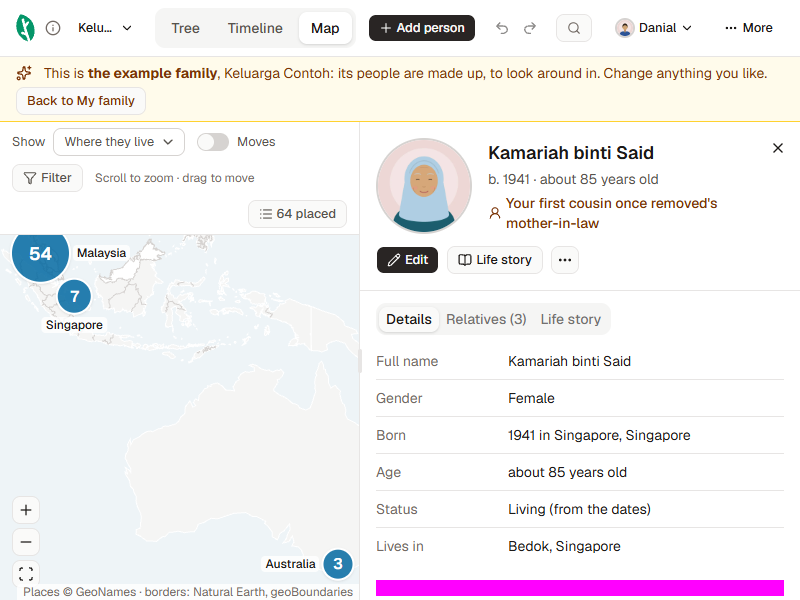 Kelu...
Tree
Timeline
Map
+ Add person
Danial
··· More
This is the example family, Keluarga Contoh: its people are made up, to look around in. Change anything you like.
Back to My family
Show
Where they live
Moves
Filter
Scroll to zoom · drag to move
64 placed
54
Malaysia
7
Singapore
Australia
3
+
−
Places © GeoNames · borders: Natural Earth, geoBoundaries
Kamariah binti Said
b. 1941 · about 85 years old
Your first cousin once removed's
mother-in-law
Edit
Life story
Details
Relatives (3)
Life story
Full name
Kamariah binti Said
Gender
Female
Born
1941 in Singapore, Singapore
Age
about 85 years old
Status
Living (from the dates)
Lives in
Bedok, Singapore